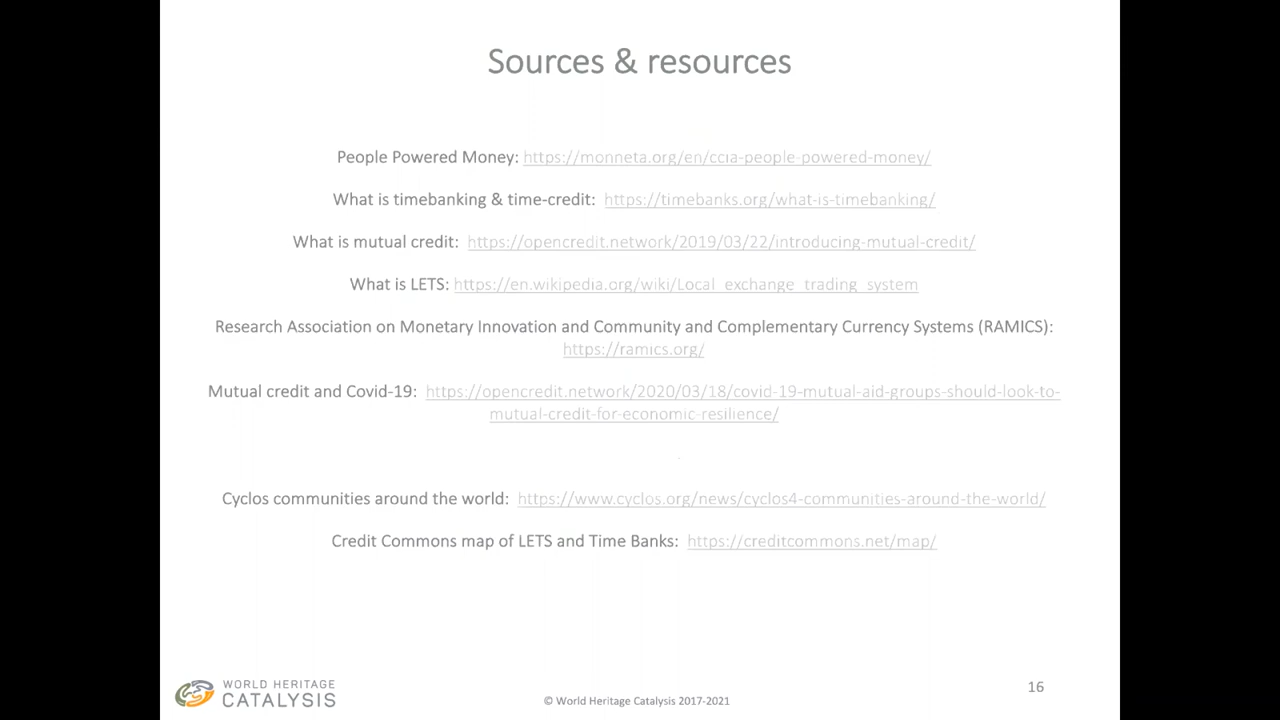 Sources & resources
People Powered Money: https://monneta.org/en/ccia-people-powered-money/
What is timebanking & time-credit: https://timebanks.org/what-is-timebanking/
What is mutual credit: https://opencredit.network/2019/03/22/introducing-mutual-credit/
What is LETS: https://en.wikipedia.org/wiki/Local_exchange_trading_system
Research Association on Monetary Innovation and Community and Complementary Currency Systems (RAMICS):
https://ramics.org/
Mutual credit and Covid-19: https://opencredit.network/2020/03/18/covid-19-mutual-aid-groups-should-look-to-
mutual-credit-for-economic-resilience/
Cyclos communities around the world: https://www.cyclos.org/news/cyclos4-communities-around-the-world/
Credit Commons map of LETS and Time Banks: https://creditcommons.net/map/
WORLD HERITAGE
CATALYSIS
© World Heritage Catalysis 2017-2021
16